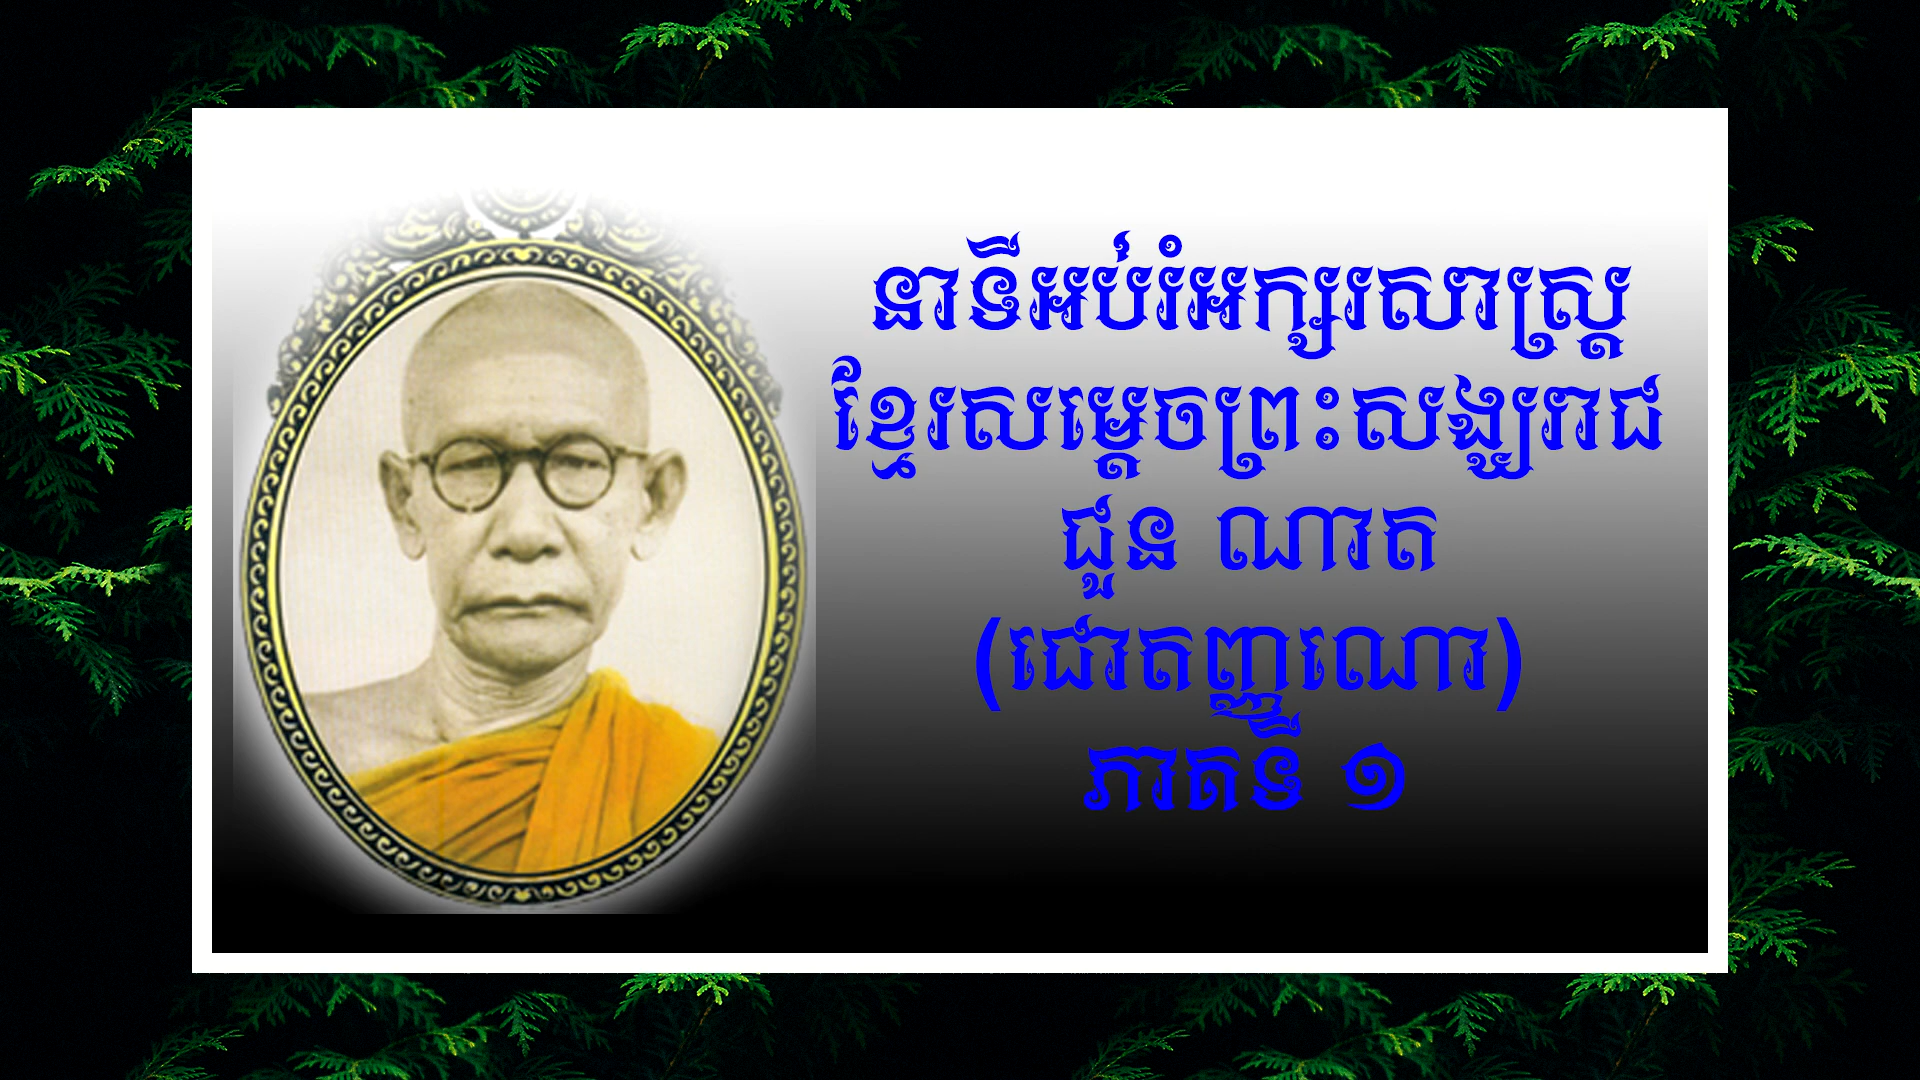 នាទីអប់រំអក្សរសាស្ត្រ
ខ្មែរសម្តេចព្រះសង្ឃរាជ
ជួន ណាត
(ជោតញ្ញាណោ)
ភាគទី ១